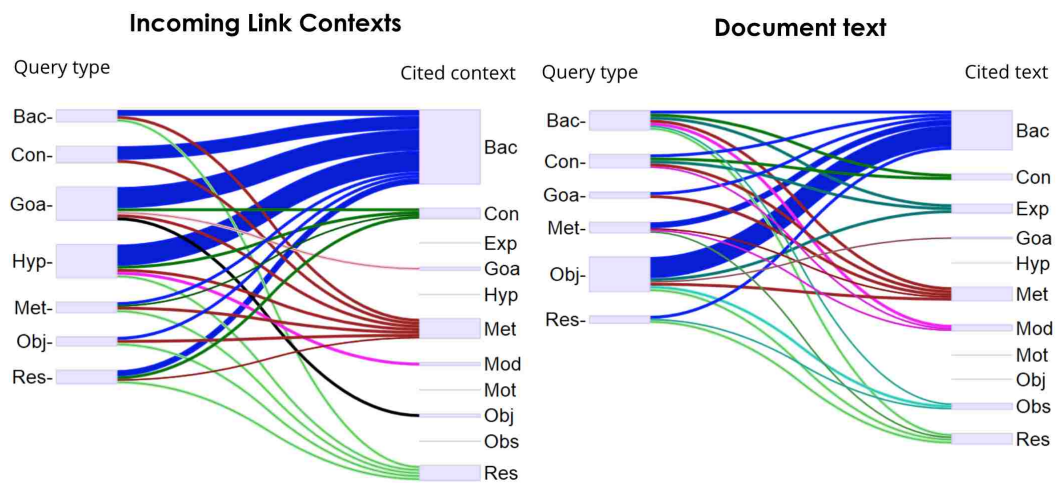 Incoming Link Contexts
Query type
Cited context
Bac-
Con-
Goa-
Hyp-
Met-
Obj-
Res-
Bac
Con
Exp
Goa
Hyp
Met
Mod
Mot
Obj
Obs
Res
Document text
Query type
Cited text
Bac-
Con-
Goa-
Met-
Obj-
Res-
Bac
Con
Exp
Goa
Hyp
Met
Mod
Mot
Obj
Obs
Res